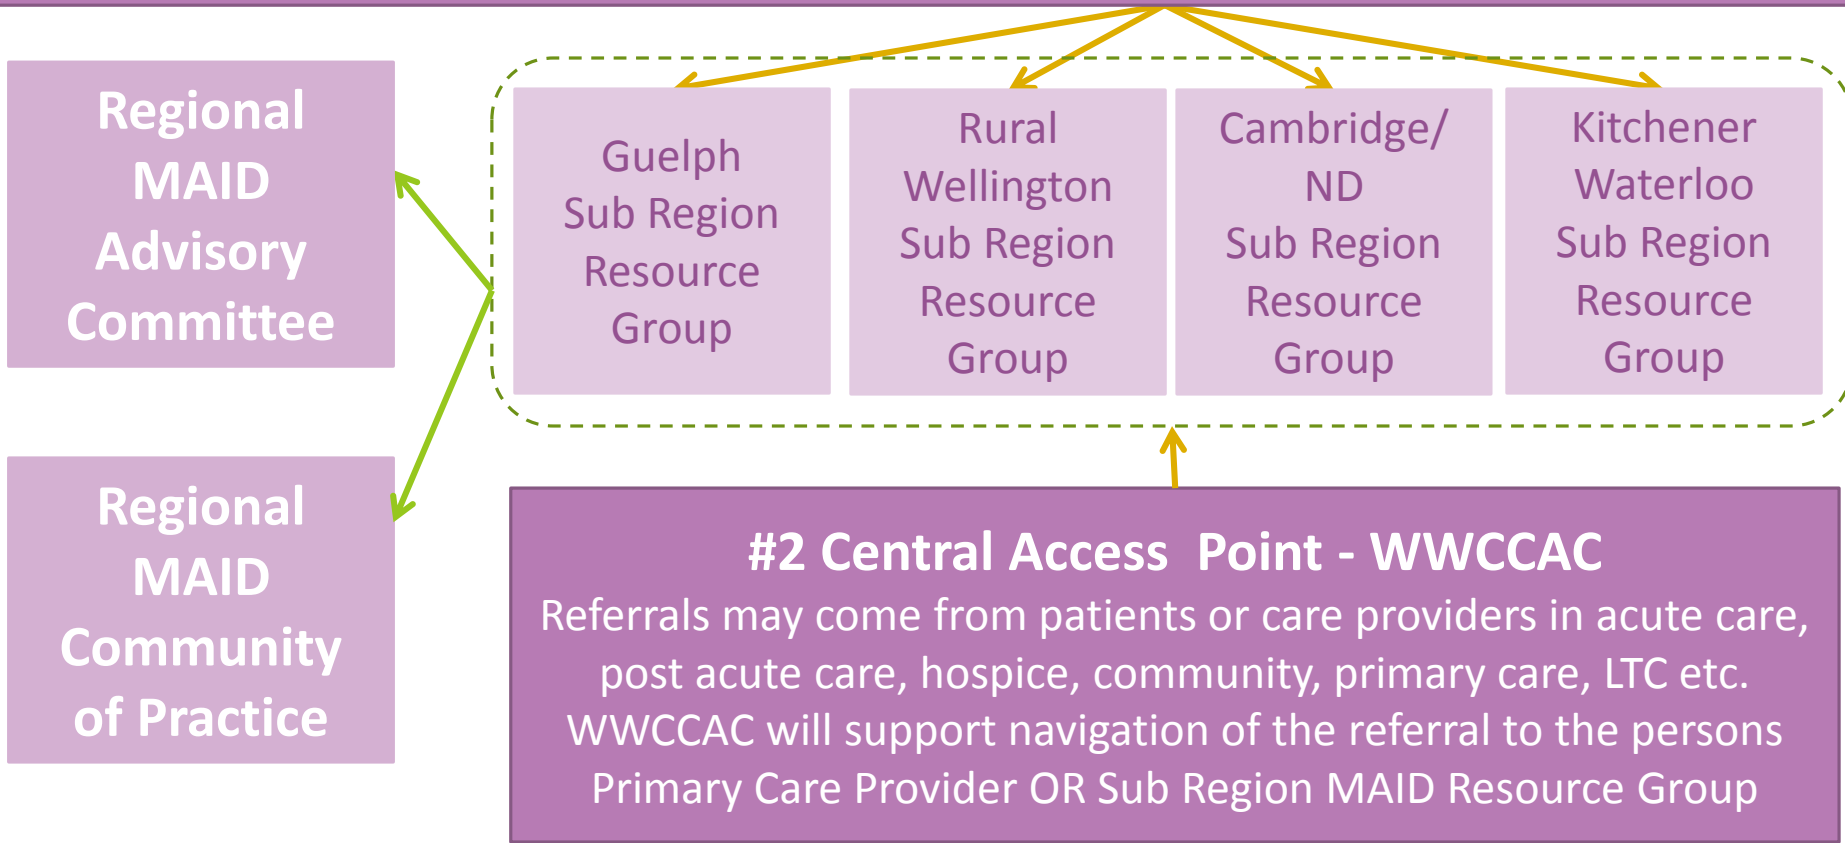 Regional
MAID
Advisory
Committee
Guelph
Sub Region
Resource
Group
Rural
Wellington
Sub Region
Resource
Group
Cambridge/
ND
Sub Region
Resource
Group
Kitchener
Waterloo
Sub Region
Resource
Group
Regional
MAID
Community
of Practice
#2 Central Access  Point - WWCCAC
Referrals may come from patients or care providers in acute care,
post acute care, hospice, community, primary care, LTC etc.
WWCCAC will support navigation of the referral to the persons
Primary Care Provider OR Sub Region MAID Resource Group